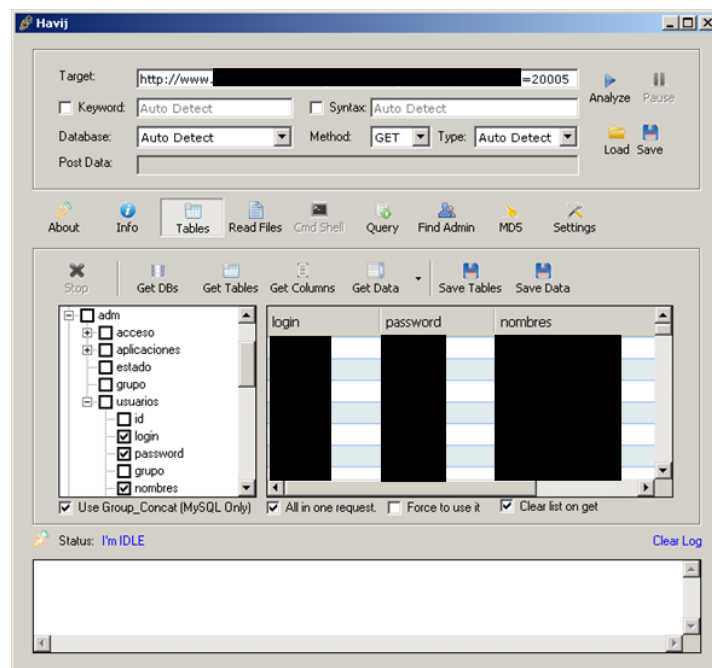 Havij
Target: http://www. =20005
Analyze Pause
Keyword: Auto Detect Syntax: Auto Detect
Database: Auto Detect Method: GET Type: Auto Detect
Load Save
Post Data:
About Info Tables Read Files Cmd Shell Query Find Admin MD5 Settings
Stop Get DBs Get Tables Get Columns Get Data Save Tables Save Data
adm
acceso
aplicaciones
estado
grupo
usuarios
id
login
password
grupo
nombres
login password nombres
Use Group_Concat (MySQL Only) All in one request. Force to use it Clear list on get
Status: I'm IDLE Clear Log